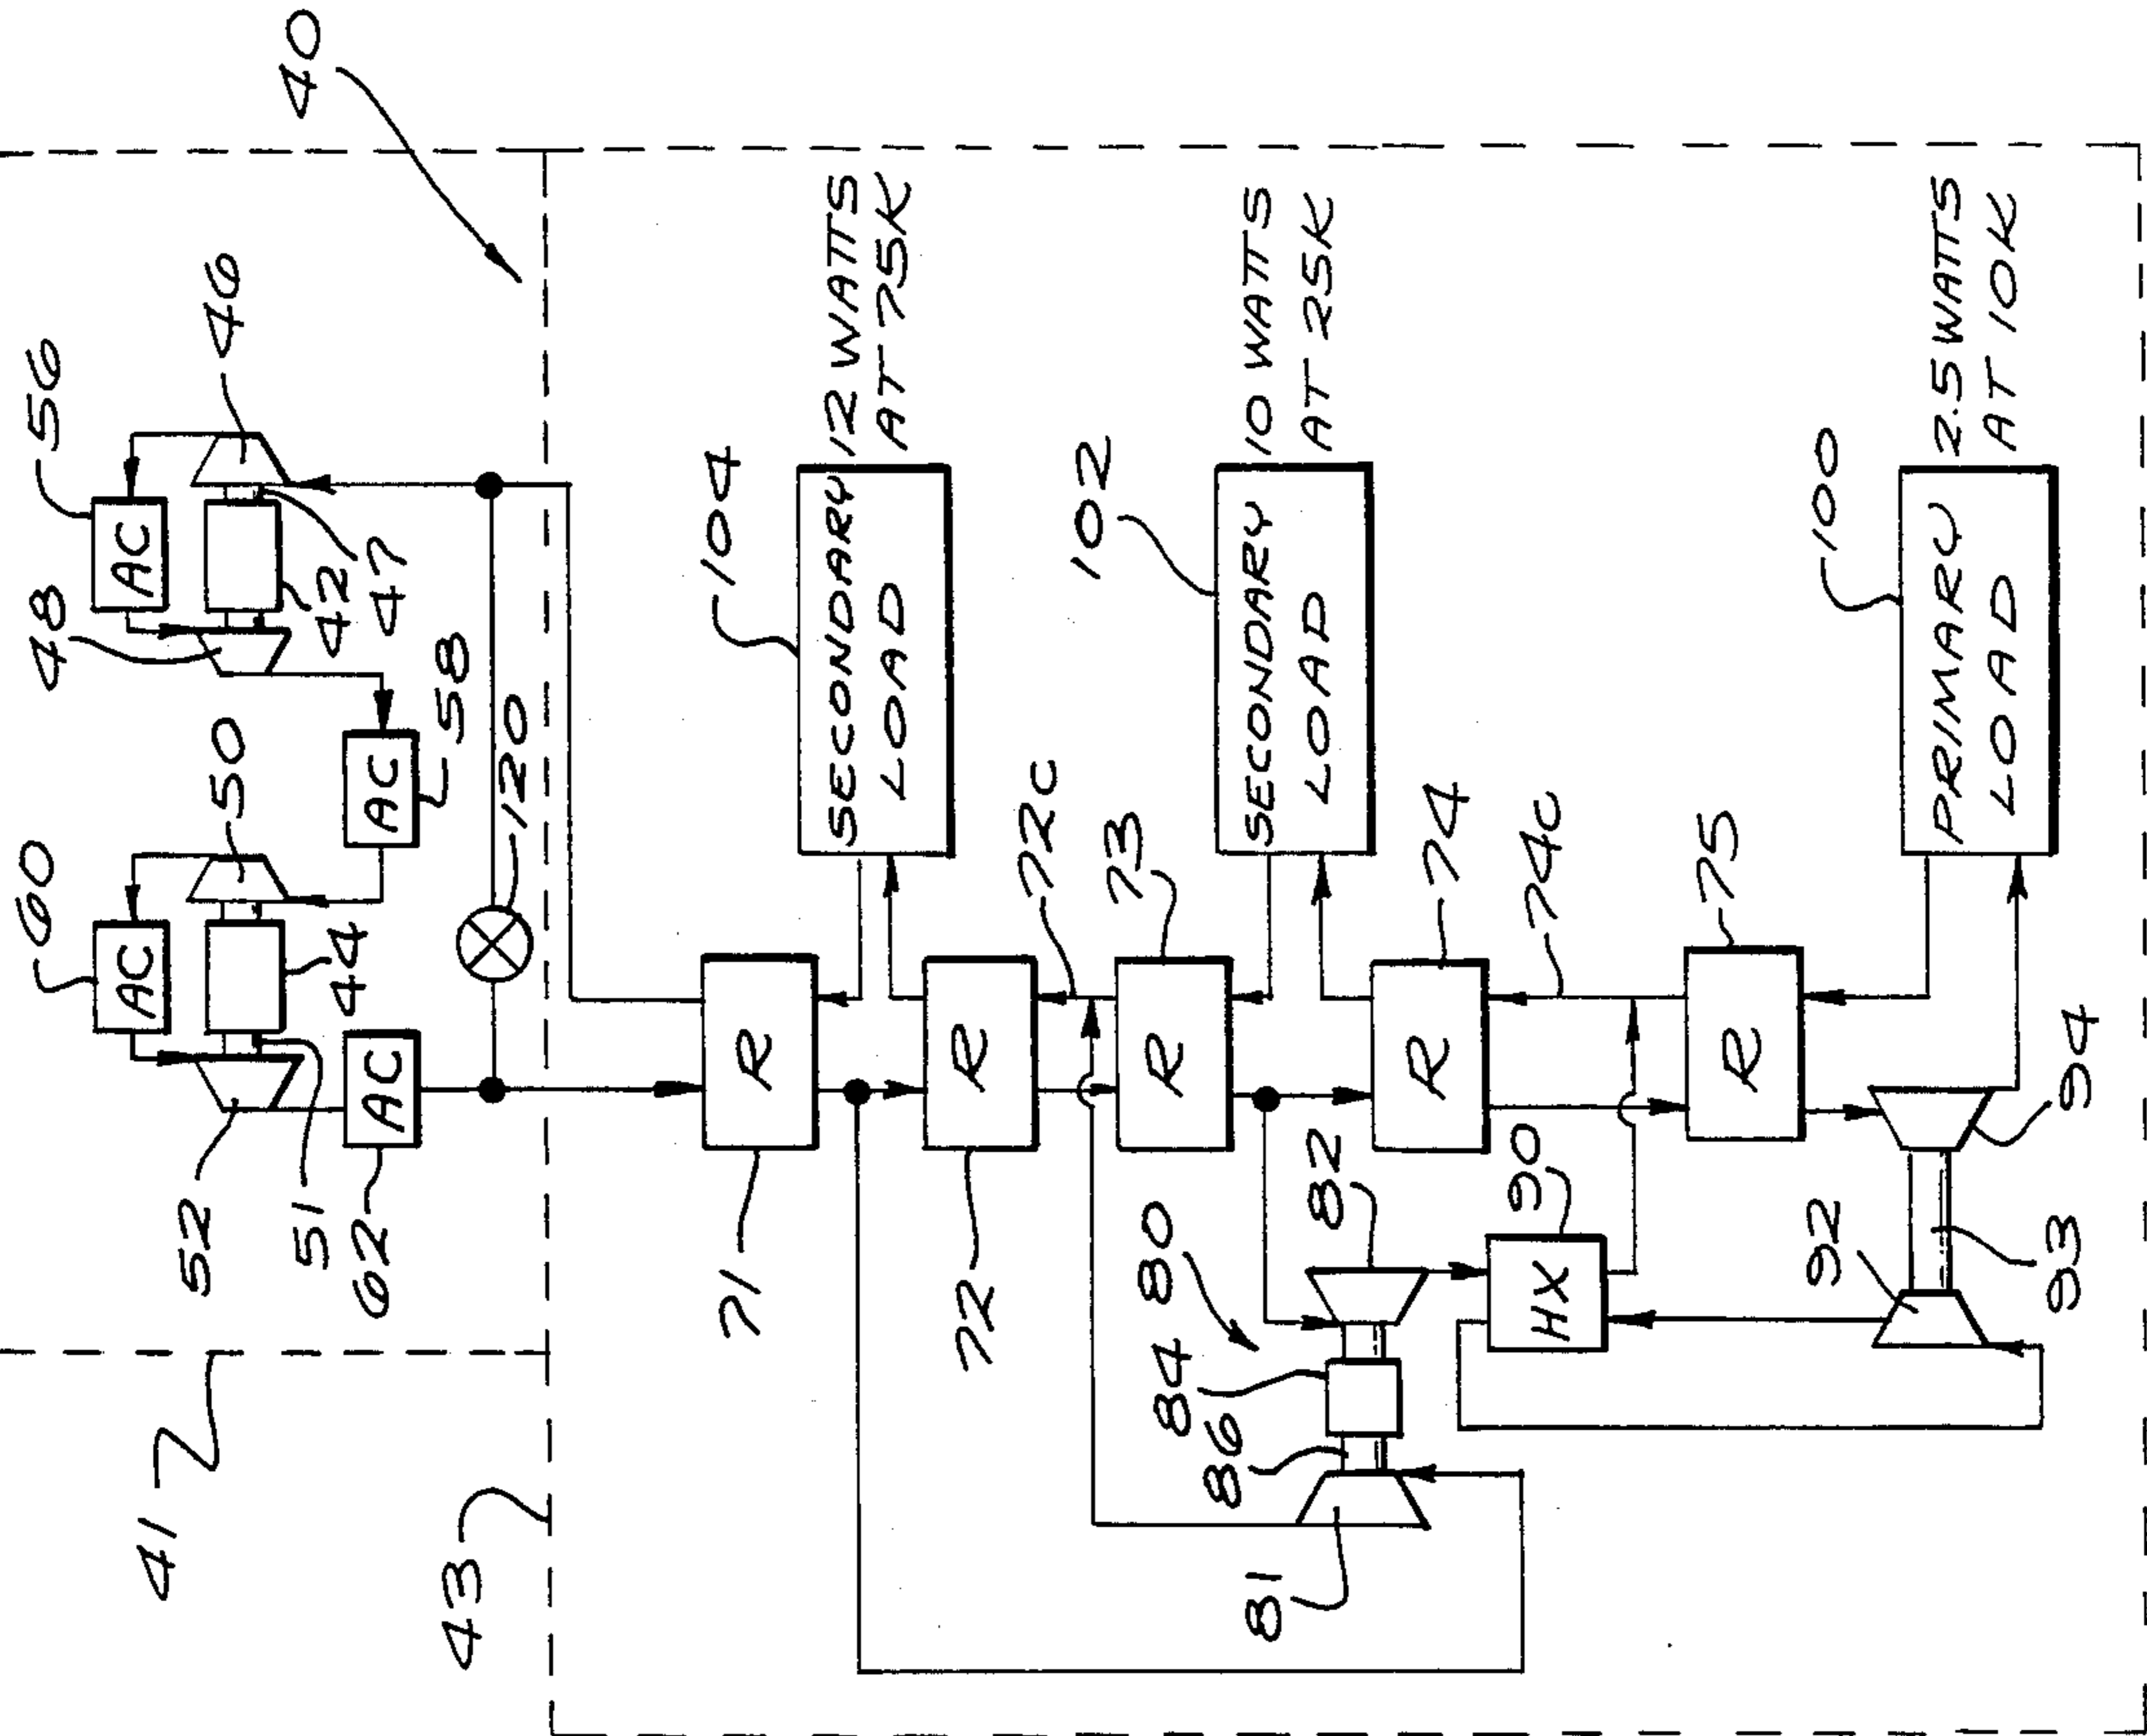 40
56
AC
46
48
42
47
60
AC
50
44
AC
58
52
51
AC
62
120
41
43
SECONDARY
LOAD
12 WATTS
AT 75K
104
R
71
72C
R
72
R
73
SECONDARY
LOAD
10 WATTS
AT 25K
102
R
74
74C
80
82
84
86
81
HX
90
R
75
PRIMARY
LOAD
2.5 WATTS
AT 10K
100
92
93
94